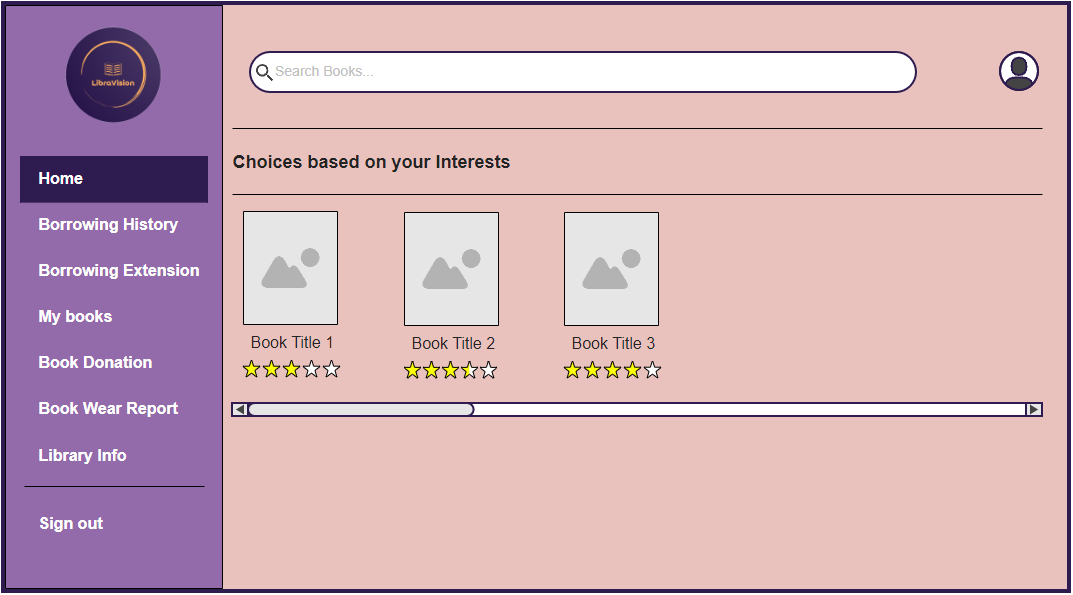 LibraVision
Search Books...
Home
Borrowing History
Borrowing Extension
My books
Book Donation
Book Wear Report
Library Info
Sign out
Choices based on your Interests
Book Title 1
Book Title 2
Book Title 3